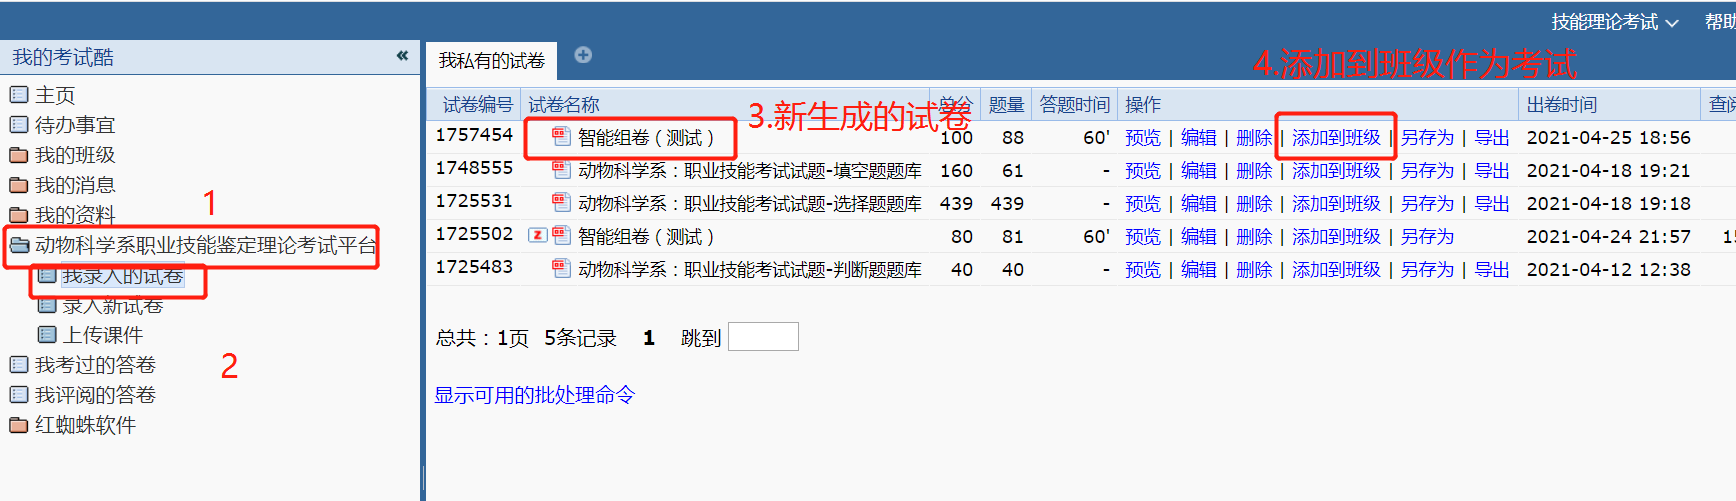 技能理论考试 帮助
我的考试酷 «
我私有的试卷
4.添加到班级作为考试
主页
待办事宜
我的班级
我的消息
我的资料
1
动物科学系职业技能鉴定理论考试平台
我录入的试卷
录入新试卷
上传课件
我考过的答卷
2
我评阅的答卷
红蜘蛛软件
试卷编号 试卷名称 总分 题量 答题时间 操作 出卷时间 查阅
3.新生成的试卷
1757454 智能组卷（测试） 100 88 60' 预览 | 编辑 | 删除 | 添加到班级 | 另存为 | 导出 2021-04-25 18:56
1748555 动物科学系：职业技能考试试题-填空题题库 160 61 - 预览 | 编辑 | 删除 | 添加到班级 | 另存为 | 导出 2021-04-18 19:21
1725531 动物科学系：职业技能考试试题-选择题题库 439 439 - 预览 | 编辑 | 删除 | 添加到班级 | 另存为 | 导出 2021-04-18 19:18
1725502 Z 智能组卷（测试） 80 81 60' 预览 | 编辑 | 删除 | 添加到班级 | 另存为 2021-04-24 21:57
1725483 动物科学系：职业技能考试试题-判断题题库 40 40 - 预览 | 编辑 | 删除 | 添加到班级 | 另存为 | 导出 2021-04-12 12:38
总共：1页 5条记录 1 跳到
显示可用的批处理命令